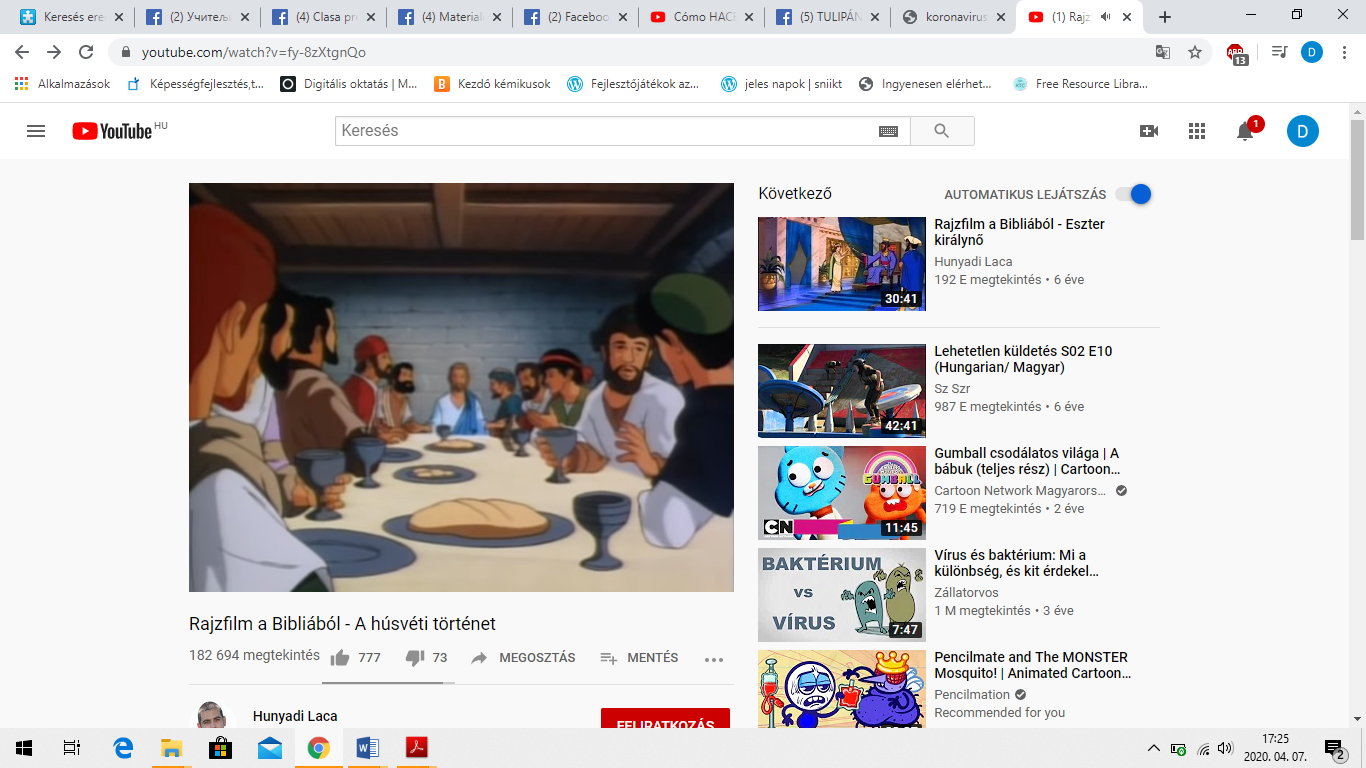 Keresés ere
(2) Учитель
(4) Clasa pr
(4) Material
(2) Faceboo
Cómo HACE
(5) TULIPÁN
koronavirus
(1) Rajz
youtube.com/watch?v=fy-8zXtgnQo
13
D
Alkalmazások
Képességfejlesztés,t...
Digitális oktatás | M...
Kezdő kémikusok
Fejlesztőjátékok az...
jeles napok | sniikt
Ingyenesen elérhet...
Free Resource Libra...
YouTube HU
Keresés
1
D
Következő
AUTOMATIKUS LEJÁTSZÁS
30:41
Rajzfilm a Bibliából - Eszter
királynő
Hunyadi Laca
192 E megtekintés • 6 éve
42:41
Lehetetlen küldetés S02 E10
(Hungarian/ Magyar)
Sz Szr
987 E megtekintés • 6 éve
GUMBALL
CN
11:45
Gumball csodálatos világa | A
bábuk (teljes rész) | Cartoon...
Cartoon Network Magyarors...
719 E megtekintés • 2 éve
BAKTÉRIUM
VS
VÍRUS
7:47
Vírus és baktérium: Mi a
különbség, és kit érdekel...
Zállatorvos
1 M megtekintés • 3 éve
Pencilmate and The MONSTER
Mosquito! | Animated Cartoon...
Pencilmation
Recommended for you
Rajzfilm a Bibliából - A húsvéti történet
182 694 megtekintés
777
73
MEGOSZTÁS
MENTÉS
Hunyadi Laca
FELIRATKOZÁS
17:25
2020. 04. 07.
2